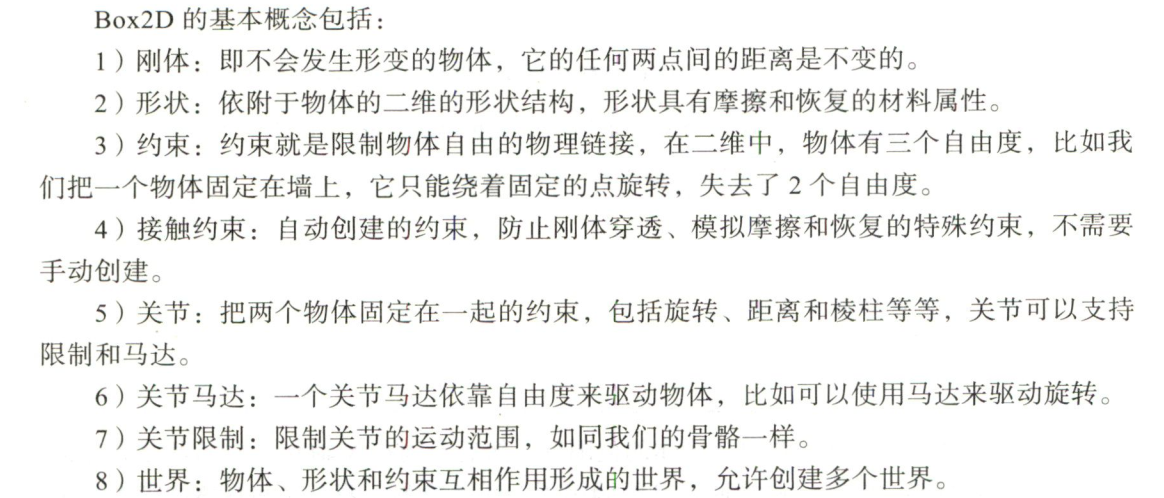 Box2D 的基本概念包括：
1）刚体：即不会发生形变的物体，它的任何两点间的距离是不变的。
2）形状：依附于物体的二维的形状结构，形状具有摩擦和恢复的材料属性。
3）约束：约束就是限制物体自由的物理链接，在二维中，物体有三个自由度，比如我
们把一个物体固定在墙上，它只能绕着固定的点旋转，失去了 2 个自由度。
4）接触约束：自动创建的约束，防止刚体穿透、模拟摩擦和恢复的特殊约束，不需要
手动创建。
5）关节：把两个物体固定在一起的约束，包括旋转、距离和棱柱等等，关节可以支持
限制和马达。
6）关节马达：一个关节马达依靠自由度来驱动物体，比如可以使用马达来驱动旋转。
7）关节限制：限制关节的运动范围，如同我们的骨骼一样。
8）世界：物体、形状和约束互相作用形成的世界，允许创建多个世界。